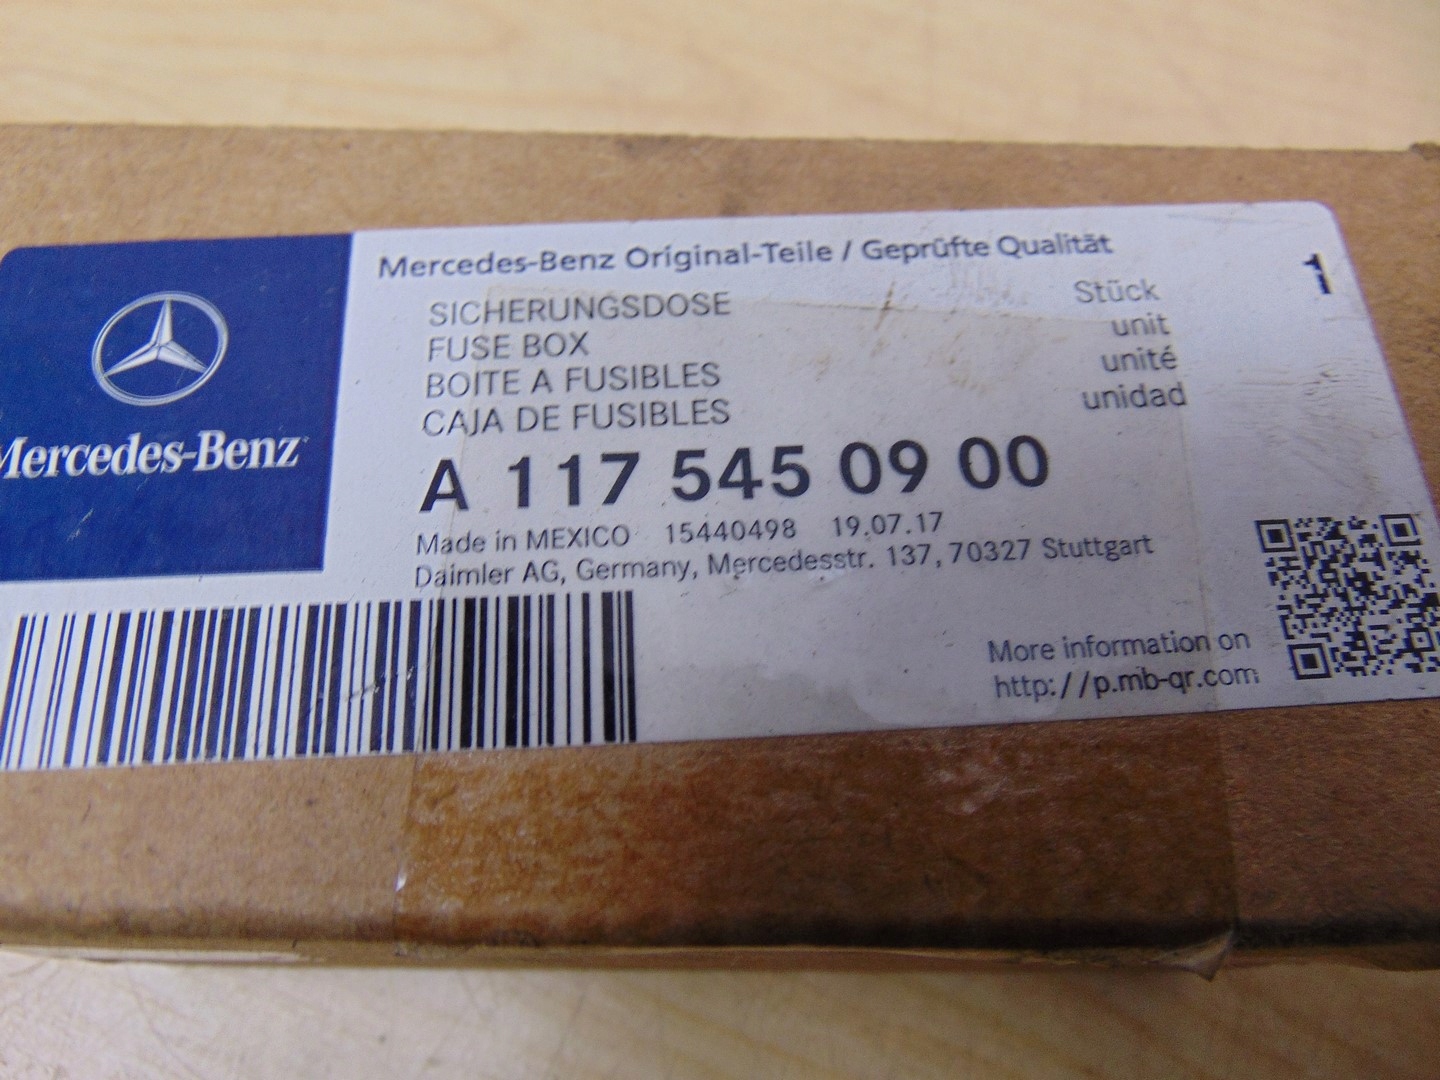 Mercedes-Benz
Mercedes-Benz Original-Teile / Geprüfte Qualität
SICHERUNGSDOSE Stück 1
FUSE BOX unit
BOITE A FUSIBLES unité
CAJA DE FUSIBLES unidad
A 117 545 09 00
Made in MEXICO 15440498 19.07.17
Daimler AG, Germany, Mercedesstr. 137, 70327 Stuttgart
More information on
http://p.mb-qr.com